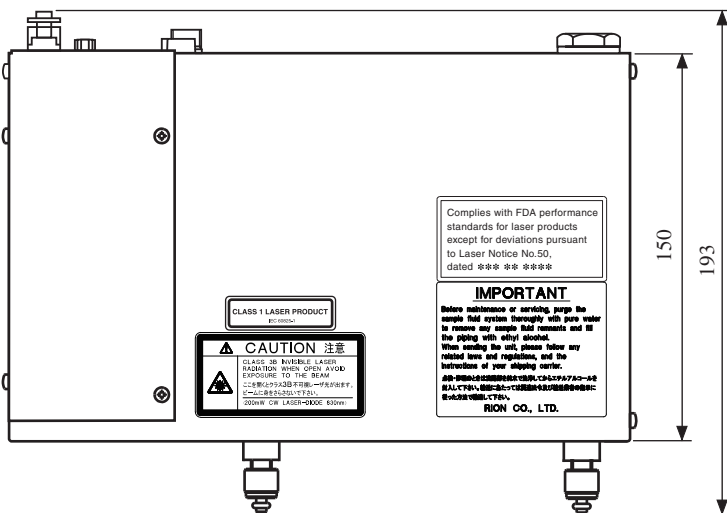 Complies with FDA performance
standards for laser products
except for deviations pursuant
to Laser Notice No.50,
dated *** ** ****
IMPORTANT
Before maintenance or servicing, purge the
sample fluid system thoroughly with pure water
to remove any sample fluid remnants and fill
the piping with ethyl alcohol.
When sending the unit, please follow any
related laws and regulations, and the
instructions of your shipping carrier.
RION CO., LTD.
CLASS 1 LASER PRODUCT
IEC 60825-1
CAUTION 注意
CLASS 3B INVISIBLE LASER
RADIATION WHEN OPEN AVOID
EXPOSURE TO THE BEAM
ここを開くとクラス3B不可視レーザ光が出ます。
ビームに身をさらさないで下さい。
(200mW CW LASER-DIODE 830nm)
150
193